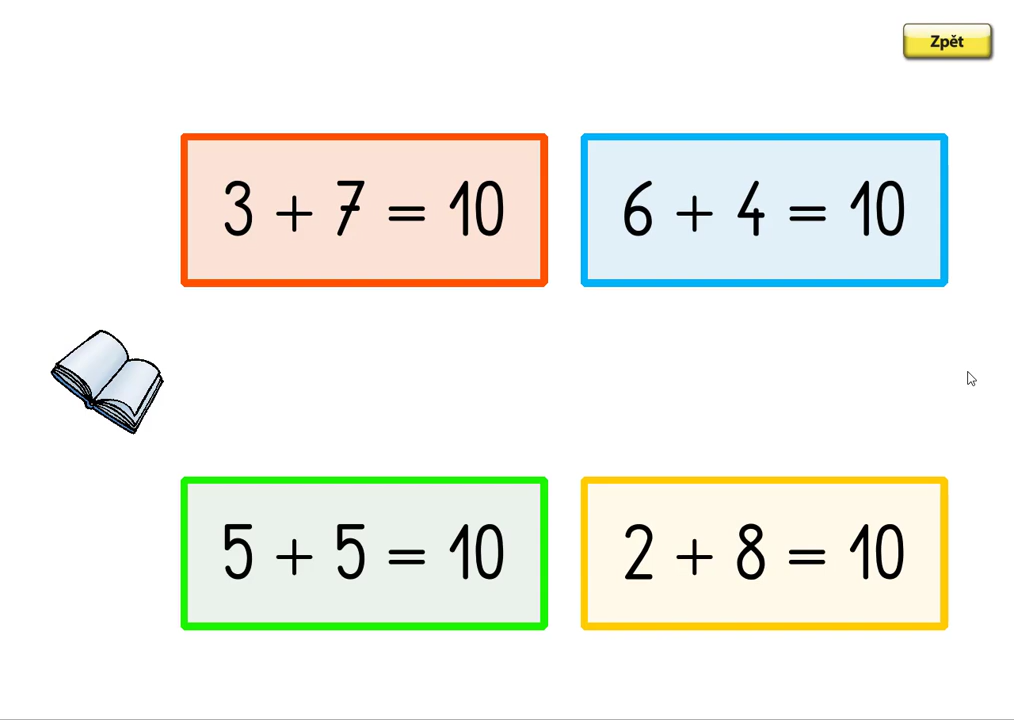 Zpět
3 + 7 = 10
6 + 4 = 10
5 + 5 = 10
2 + 8 = 10